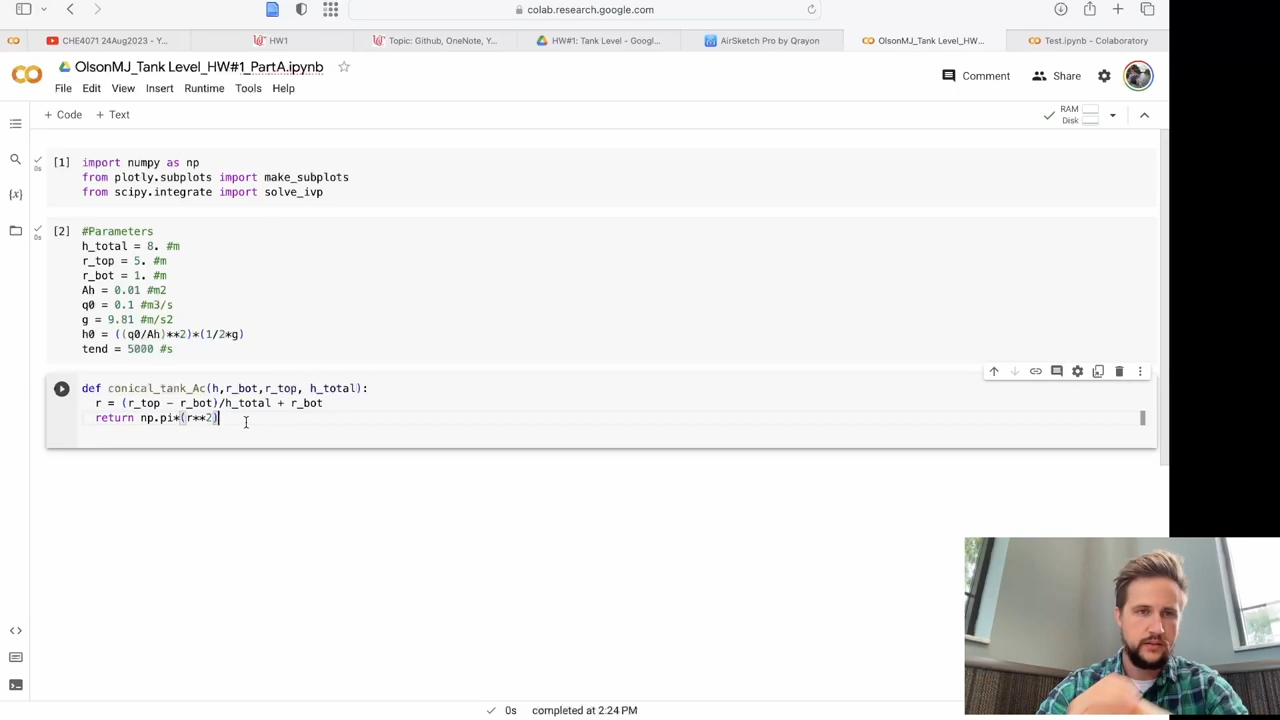 colab.research.google.com
CHE4071 24Aug2023 - Y...
HW1
Topic: Github, OneNote, Y...
HW#1: Tank Level - Googl...
AirSketch Pro by Qrayon
OlsonMJ_Tank Level_HW...
Test.ipynb - Colaboratory
OlsonMJ_Tank Level_HW#1_PartA.ipynb
File Edit View Insert Runtime Tools Help
Comment
Share
+ Code + Text
RAM
Disk
[1]
0s
import numpy as np
from plotly.subplots import make_subplots
from scipy.integrate import solve_ivp
{x}
[2]
0s
#Parameters
h_total = 8. #m
r_top = 5. #m
r_bot = 1. #m
Ah = 0.01 #m2
q0 = 0.1 #m3/s
g = 9.81 #m/s2
h0 = ((q0/Ah)**2)*(1/2*g)
tend = 5000 #s
def conical_tank_Ac(h,r_bot,r_top, h_total):
r = (r_top - r_bot)/h_total + r_bot
return np.pi*(r**2)
0s completed at 2:24 PM